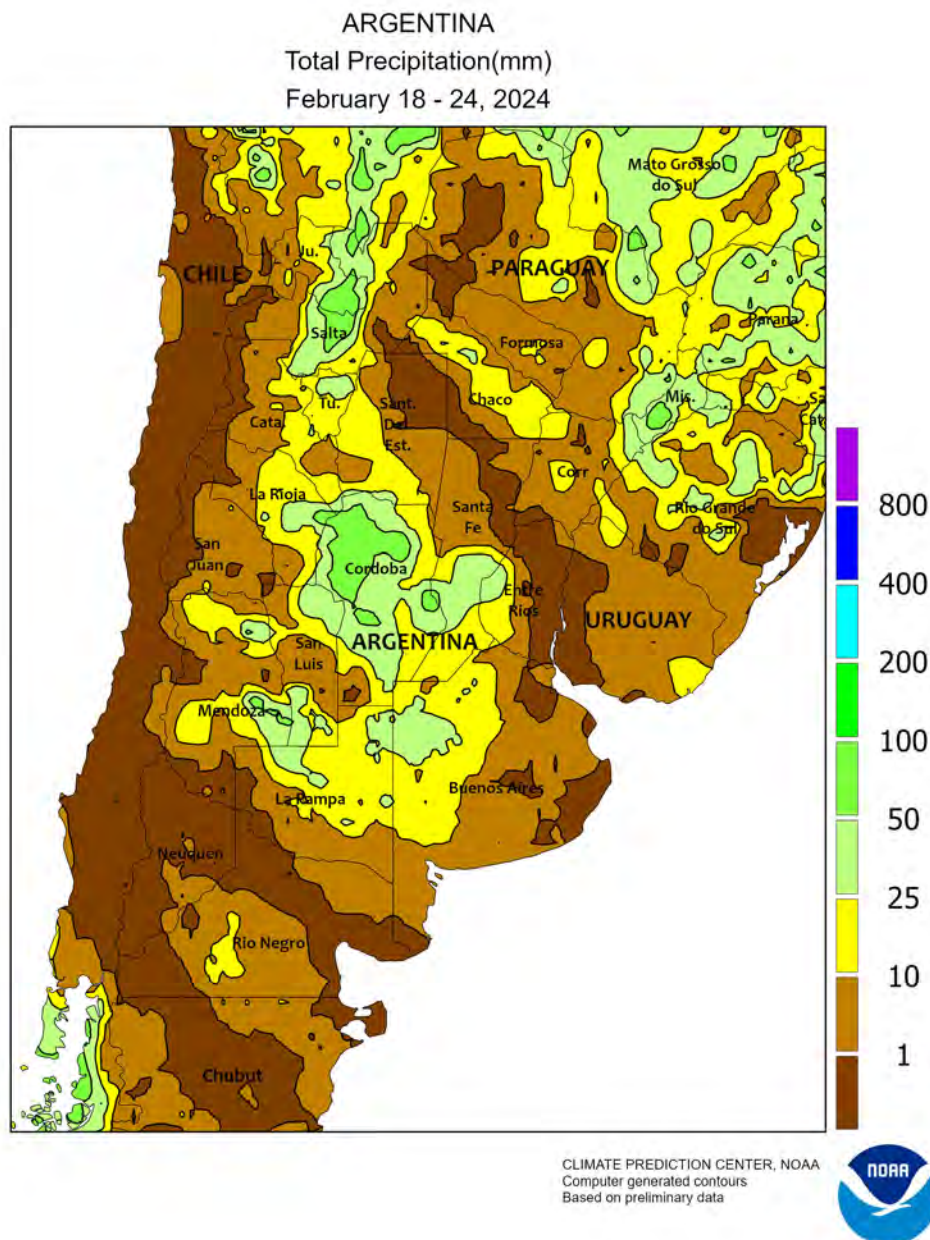 ARGENTINA
Total Precipitation(mm)
February 18 - 24, 2024
Mato Grosso
do Sul
Ju.
CHILE
PARAGUAY
Parana
Salta
Formosa
Mis.
Chaco
Tu.
Sant.
Del
Est.
Cata.
Sa
Cat
Corr
La Rioja
Santa
Fe
Rio Grande
do Sul
San
Juan
Cordoba
Entre
Rios
URUGUAY
ARGENTINA
San
Luis
Mendoza
Buenos Aires
La Pampa
Neuquen
Rio Negro
Chubut
800
400
200
100
50
25
10
1
CLIMATE PREDICTION CENTER, NOAA
Computer generated contours
Based on preliminary data
NOAA